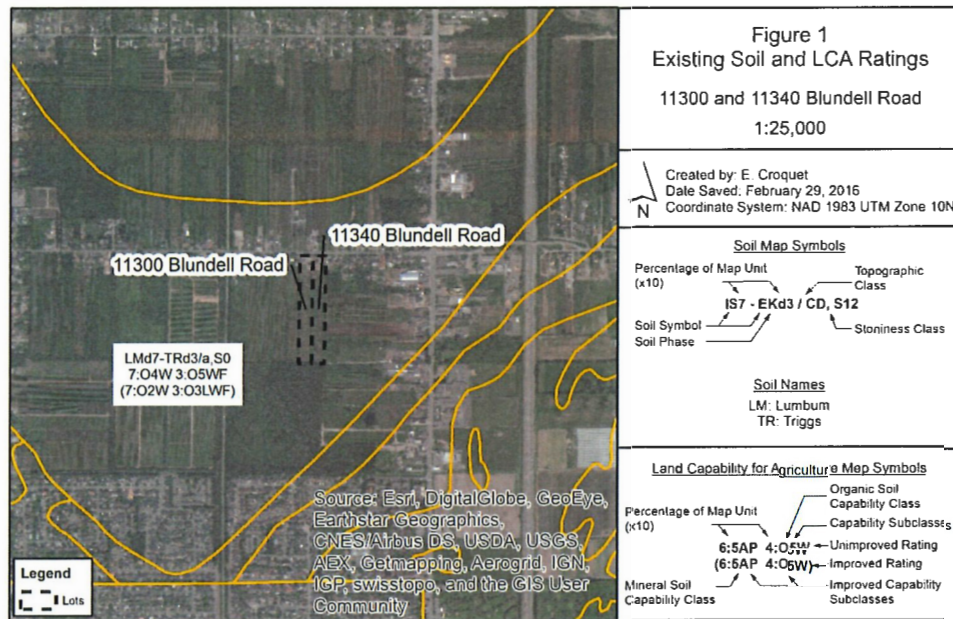 11340 Blundell Road
11300 Blundell Road
LMd7-TRd3/a,S0
7:O4W 3:O5WF
(7:O2W 3:O3LWF)
Source: Esri, DigitalGlobe, GeoEye,
Earthstar Geographics,
CNES/Airbus DS, USDA, USGS,
AEX, Getmapping, Aerogrid, IGN,
IGP, swisstopo, and the GIS User
Community
Legend
Lots
Figure 1
Existing Soil and LCA Ratings
11300 and 11340 Blundell Road
1:25,000
Created by: E. Croquet
Date Saved: February 29, 2016
Coordinate System: NAD 1983 UTM Zone 10N
N
Soil Map Symbols
Percentage of Map Unit
(x10)
Topographic
Class
IS7 - EKd3 / CD, S12
Soil Symbol
Soil Phase
Stoniness Class
Soil Names
LM: Lumbum
TR: Triggs
Land Capability for Agriculture Map Symbols
Organic Soil
Capability Class
Percentage of Map Unit
(x10)
Capability Subclasses
6:5AP 4:O5W
Unimproved Rating
(6:5AP 4:O5W)
Improved Rating
Mineral Soil
Capability Class
Improved Capability
Subclasses